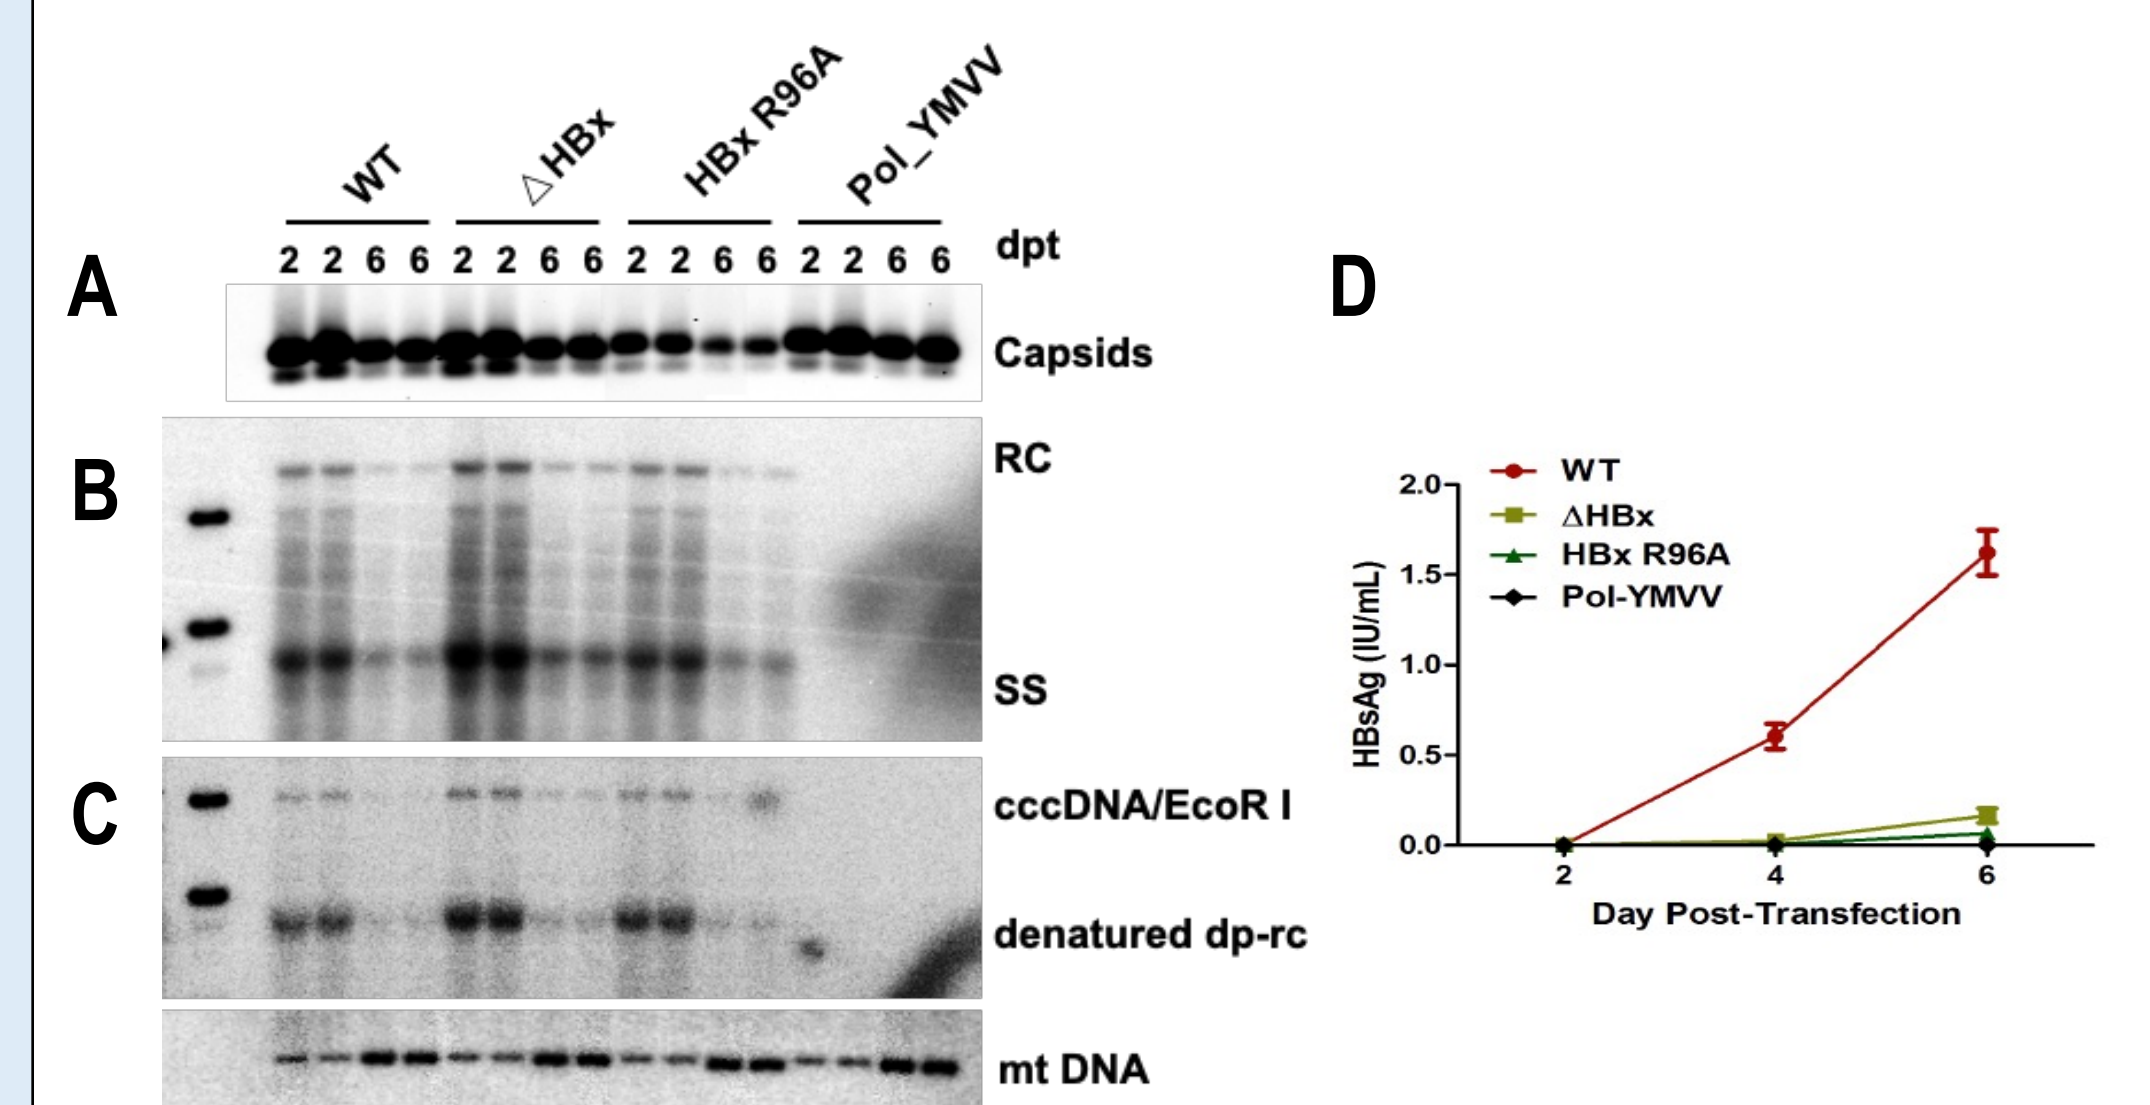 WT
△HBx
HBx R96A
Pol_YMVV
2 2 6 6 2 2 6 6 2 2 6 6 2 2 6 6 dpt
A
Capsids
B
RC
SS
C
cccDNA/EcoR I
denatured dp-rc
mt DNA
D
WT
ΔHBx
HBx R96A
Pol-YMVV
HBsAg (IU/mL)
2.0
1.5
1.0
0.5
0.0
2 4 6
Day Post-Transfection